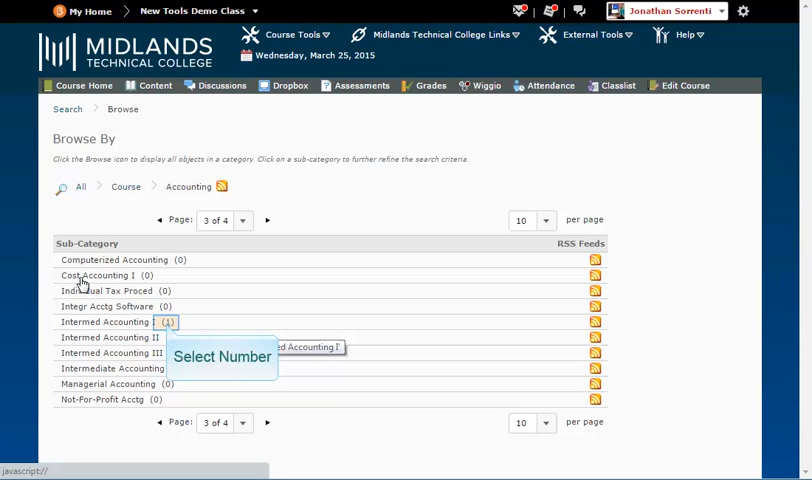 My Home New Tools Demo Class Jonathan Sorrenti
MIDLANDS
TECHNICAL COLLEGE
Course Tools Midlands Technical College Links External Tools Help
Wednesday, March 25, 2015
Course Home Content Discussions Dropbox Assessments Grades Wiggio Attendance Classlist Edit Course
Search Browse
Browse By
Click the Browse icon to display all objects in a category. Click on a sub-category to further refine the search criteria.
All Course Accounting
Page: 3 of 4 10 per page
Sub-Category RSS Feeds
Computerized Accounting (0)
Cost Accounting I (0)
Individual Tax Proced (0)
Integr Acctg Software (0)
Intermed Accounting I (1)
Intermed Accounting II
Intermed Accounting III
Intermediate Accounting
Managerial Accounting (0)
Not-For-Profit Acctg (0)
Select Number
ed Accounting I'
Page: 3 of 4 10 per page
javascript://